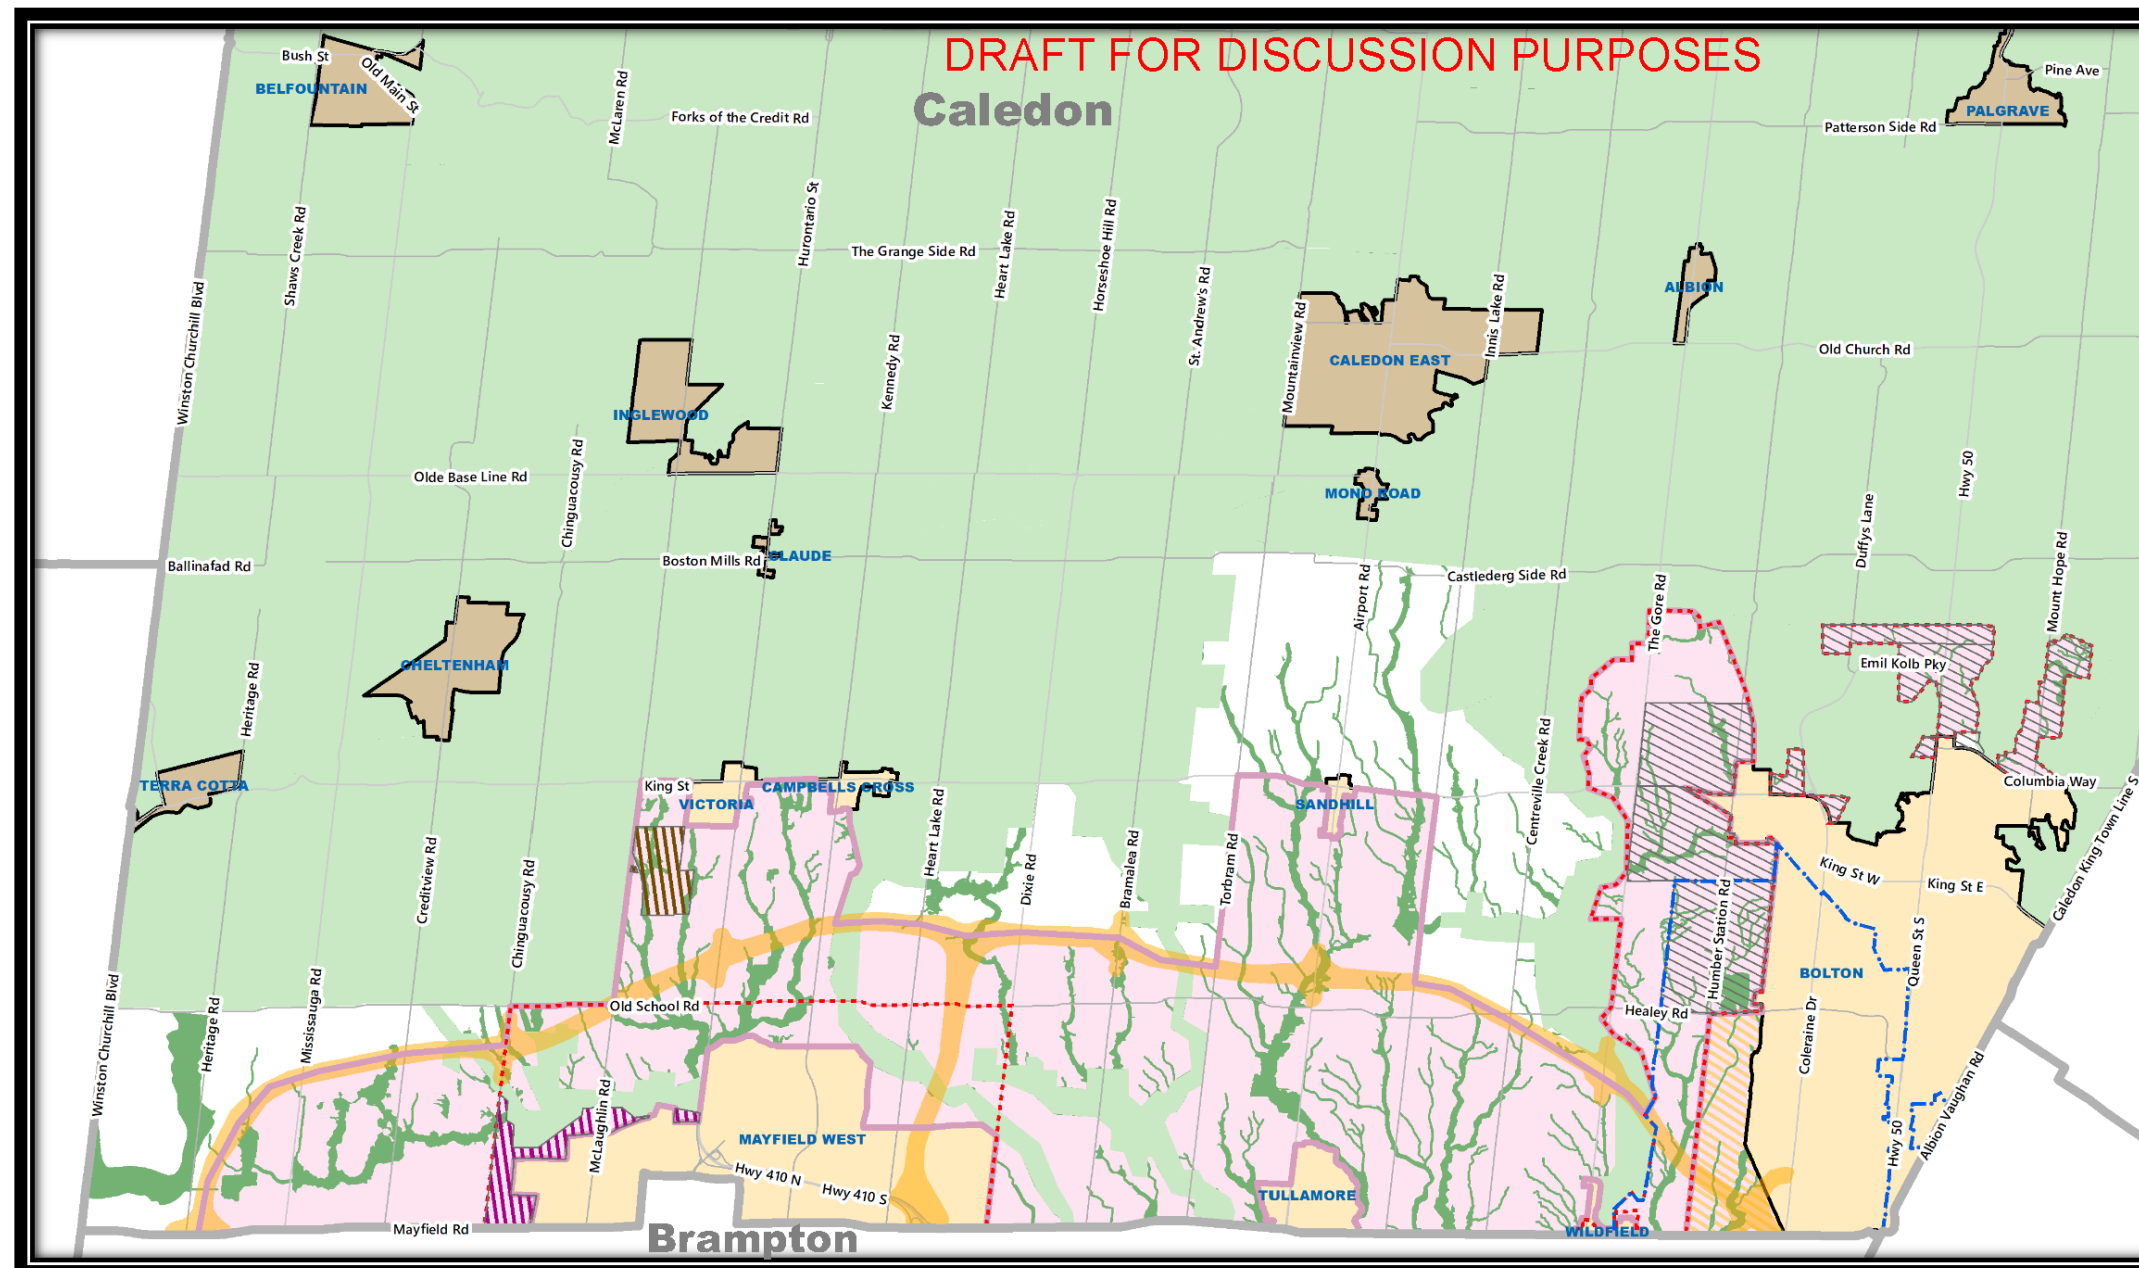 DRAFT FOR DISCUSSION PURPOSES
Caledon
Bush St
Old Main St
BELFOUNTAIN
McLaren Rd
Forks of the Credit Rd
Pine Ave
PALGRAVE
Patterson Side Rd
Shaws Creek Rd
Hurontario St
Heart Lake Rd
Horseshoe Hill Rd
The Grange Side Rd
St. Andrew's Rd
Mountainview Rd
Innis Lake Rd
ALBION
Winston Churchill Blvd
Kennedy Rd
CALEDON EAST
Old Church Rd
INGLEWOOD
Chinguacousy Rd
Olde Base Line Rd
MONO ROAD
Hwy 50
Duffys Lane
Mount Hope Rd
Ballinafad Rd
Boston Mills Rd
CLAUDE
Airport Rd
Castlederg Side Rd
The Gore Rd
CHELTENHAM
Heritage Rd
Emil Kolb Pky
TERRA COTTA
King St
VICTORIA
CAMPBELLS CROSS
SANDHILL
Centreville Creek Rd
Columbia Way
Creditview Rd
Chinguacousy Rd
Heart Lake Rd
Dixie Rd
Bramalea Rd
Torbram Rd
King St W
King St E
Caledon King Town Line S
Humber Station Rd
Queen St S
BOLTON
Winston Churchill Blvd
Heritage Rd
Mississauga Rd
Old School Rd
Healey Rd
Coleraine Dr
McLaughlin Rd
MAYFIELD WEST
Hwy 410 N
Hwy 410 S
TULLAMORE
Hwy 50
Albion Vaughan Rd
Mayfield Rd
WILDFIELD
Brampton